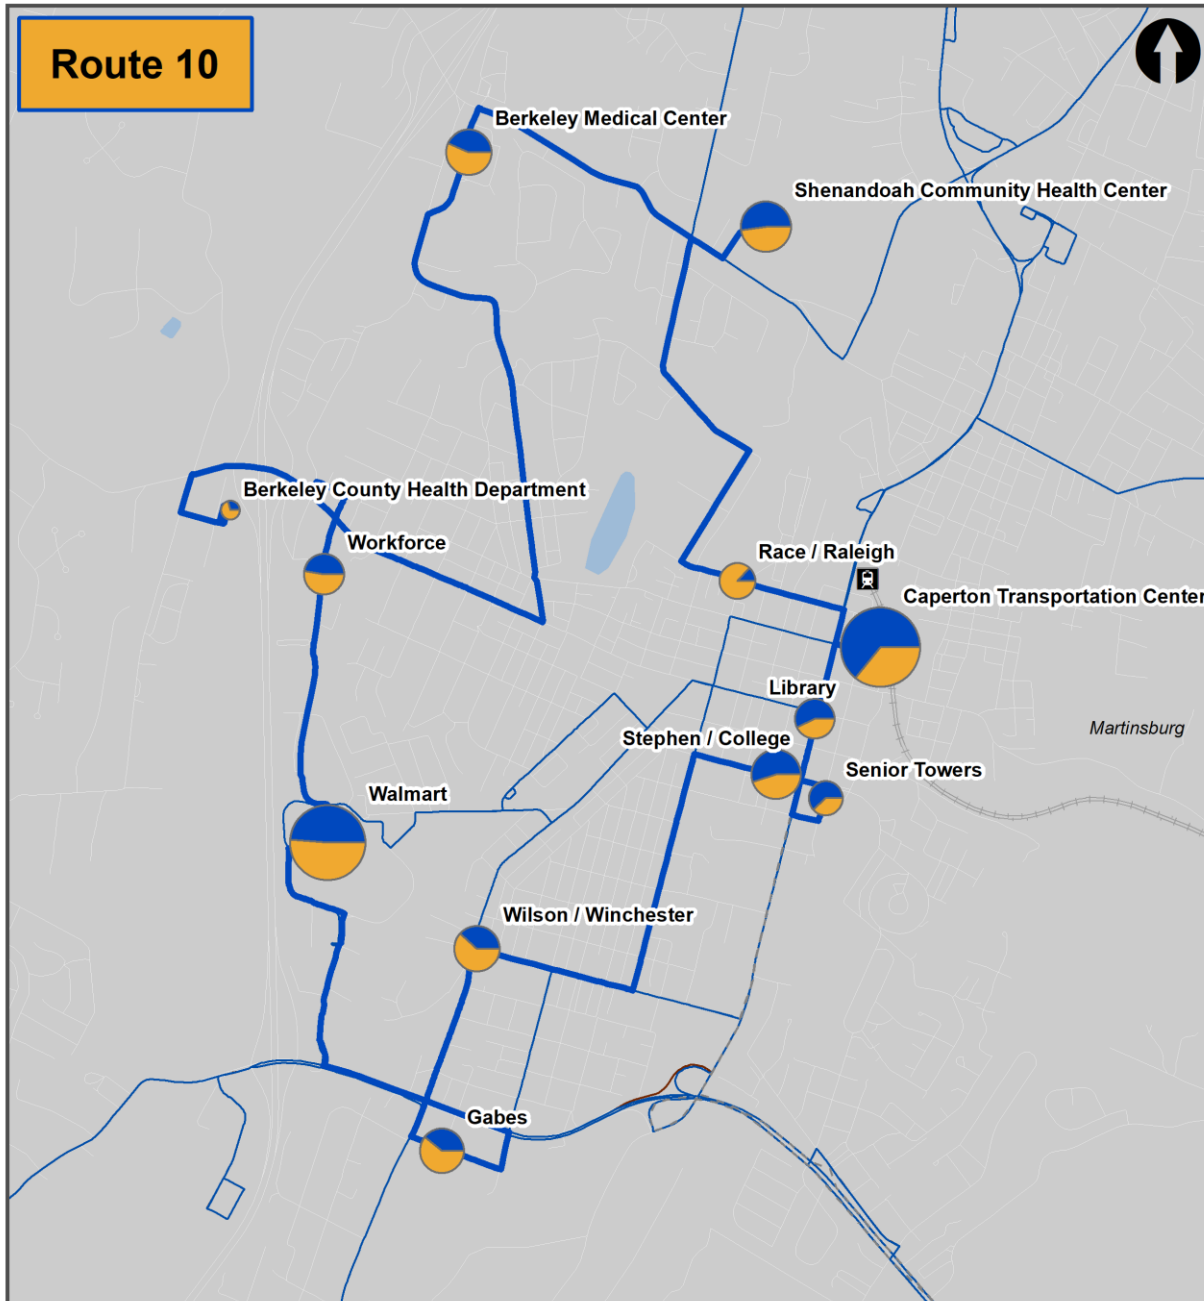 Route 10
Berkeley Medical Center
Shenandoah Community Health Center
Berkeley County Health Department
Workforce
Race / Raleigh
Caperton Transportation Center
Library
Martinsburg
Stephen / College
Senior Towers
Walmart
Wilson / Winchester
Gabes